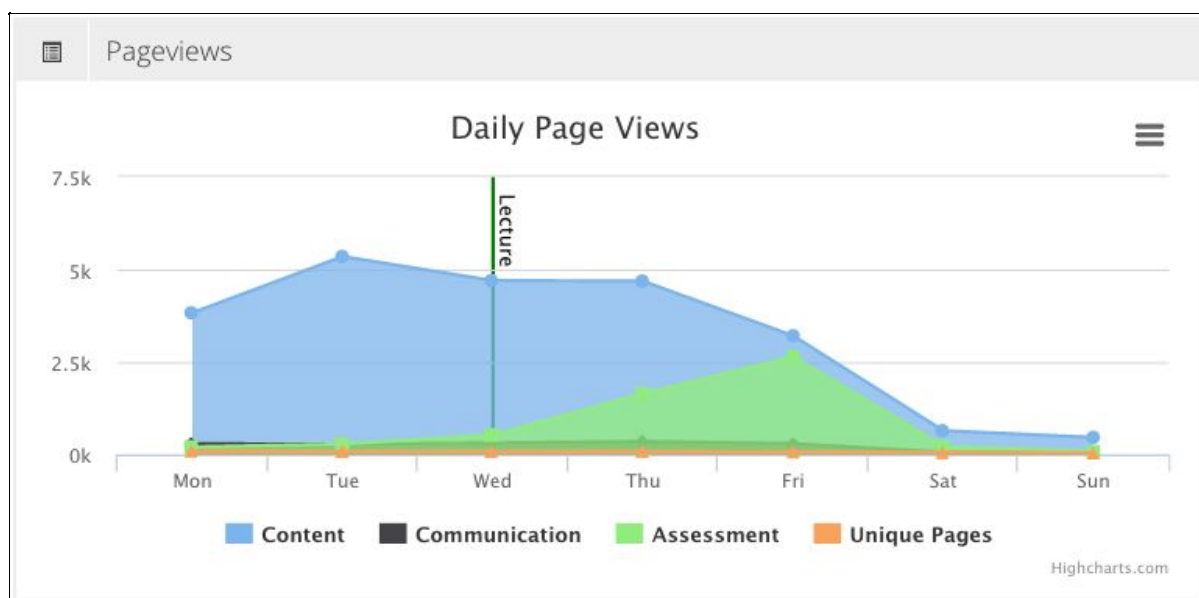 Pageviews
Daily Page Views
7.5k
Lecture
5k
2.5k
0k
Mon Tue Wed Thu Fri Sat Sun
Content Communication Assessment Unique Pages
Highcharts.com